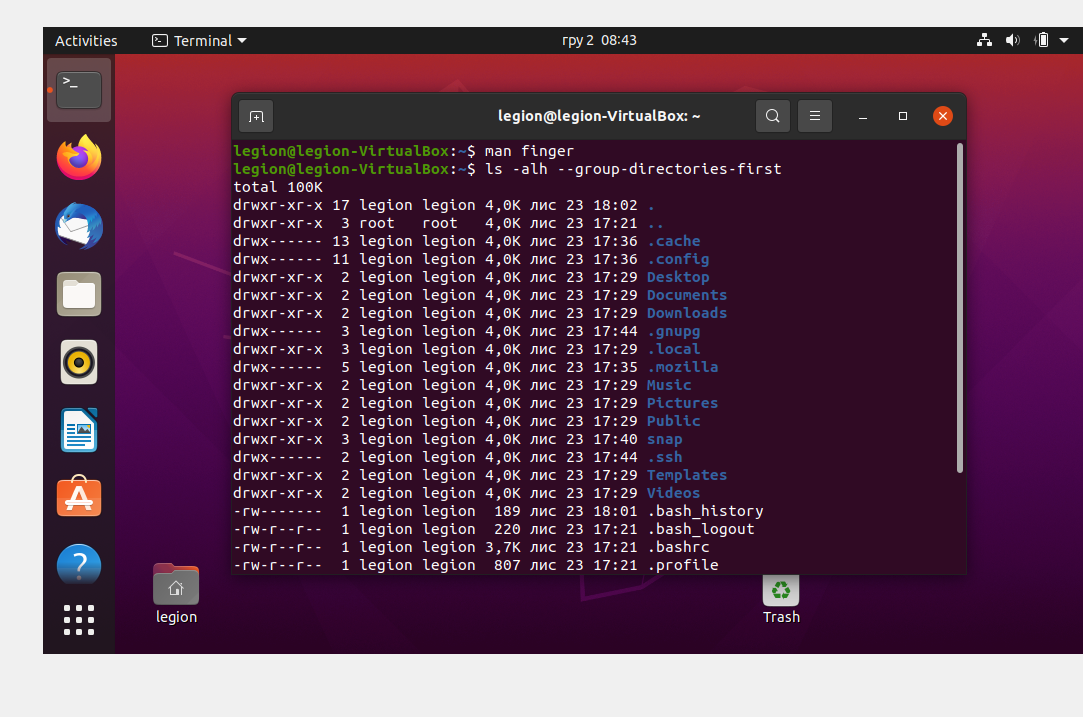 Activities Terminal гру 2 08:43
legion@legion-VirtualBox: ~
legion@legion-VirtualBox:~$ man finger
legion@legion-VirtualBox:~$ ls -alh --group-directories-first
total 100K
drwxr-xr-x 17 legion legion 4,0K лис 23 18:02 .
drwxr-xr-x  3 root   root   4,0K лис 23 17:21 ..
drwx------ 13 legion legion 4,0K лис 23 17:36 .cache
drwx------ 11 legion legion 4,0K лис 23 17:36 .config
drwxr-xr-x  2 legion legion 4,0K лис 23 17:29 Desktop
drwxr-xr-x  2 legion legion 4,0K лис 23 17:29 Documents
drwxr-xr-x  2 legion legion 4,0K лис 23 17:29 Downloads
drwx------  3 legion legion 4,0K лис 23 17:44 .gnupg
drwxr-xr-x  3 legion legion 4,0K лис 23 17:29 .local
drwx------  5 legion legion 4,0K лис 23 17:35 .mozilla
drwxr-xr-x  2 legion legion 4,0K лис 23 17:29 Music
drwxr-xr-x  2 legion legion 4,0K лис 23 17:29 Pictures
drwxr-xr-x  2 legion legion 4,0K лис 23 17:29 Public
drwxr-xr-x  3 legion legion 4,0K лис 23 17:40 snap
drwx------  2 legion legion 4,0K лис 23 17:44 .ssh
drwxr-xr-x  2 legion legion 4,0K лис 23 17:29 Templates
drwxr-xr-x  2 legion legion 4,0K лис 23 17:29 Videos
-rw-------  1 legion legion  189 лис 23 18:01 .bash_history
-rw-r--r--  1 legion legion  220 лис 23 17:21 .bash_logout
-rw-r--r--  1 legion legion 3,7K лис 23 17:21 .bashrc
-rw-r--r--  1 legion legion  807 лис 23 17:21 .profile
legion
Trash